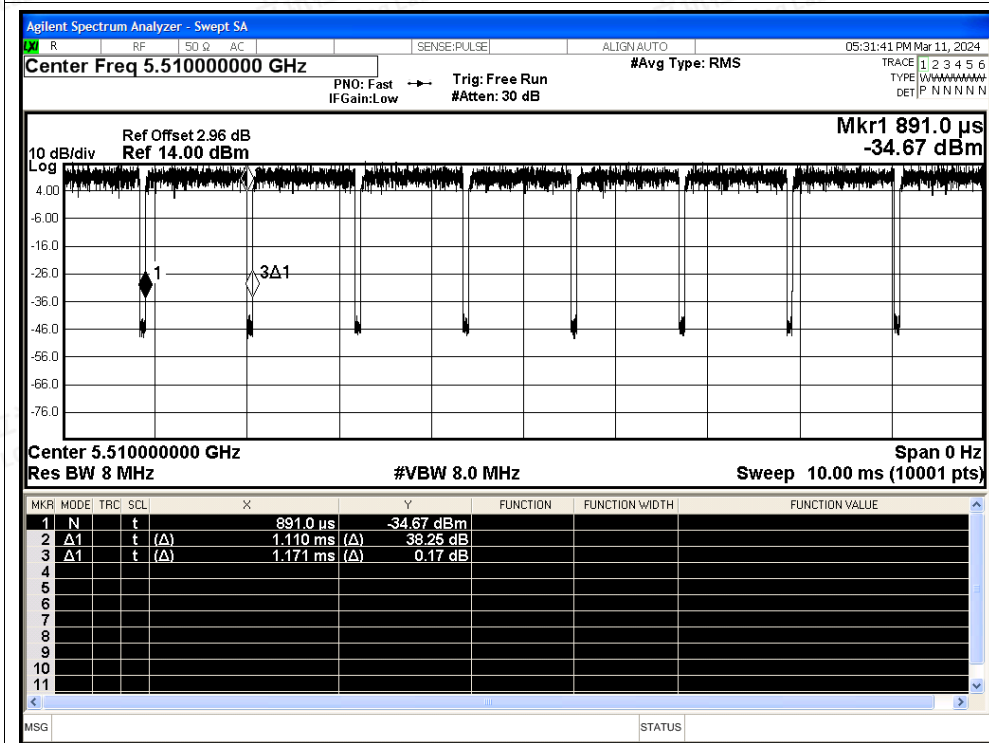 Agilent Spectrum Analyzer - Swept SA
LXI R RF 50 Ω AC SENSE:PULSE ALIGN AUTO 05:31:41 PM Mar 11, 2024
Center Freq 5.510000000 GHz #Avg Type: RMS TRACE 1 2 3 4 5 6
PNO: Fast Trig: Free Run TYPE WWWWWW
IFGain:Low #Atten: 30 dB DET P N N N N N
Mkr1 891.0 µs
Ref Offset 2.96 dB
10 dB/div Ref 14.00 dBm -34.67 dBm
Log
4.00
-6.00
-16.0
-26.0 1 3Δ1
-36.0
-46.0
-56.0
-66.0
-76.0
Center 5.510000000 GHz Span 0 Hz
Res BW 8 MHz #VBW 8.0 MHz Sweep 10.00 ms (10001 pts)
MKR MODE TRC SCL X Y FUNCTION FUNCTION WIDTH FUNCTION VALUE
1 N t 891.0 µs -34.67 dBm
2 Δ1 t (Δ) 1.110 ms (Δ) 38.25 dB
3 Δ1 t (Δ) 1.171 ms (Δ) 0.17 dB
4
5
6
7
8
9
10
11
MSG STATUS